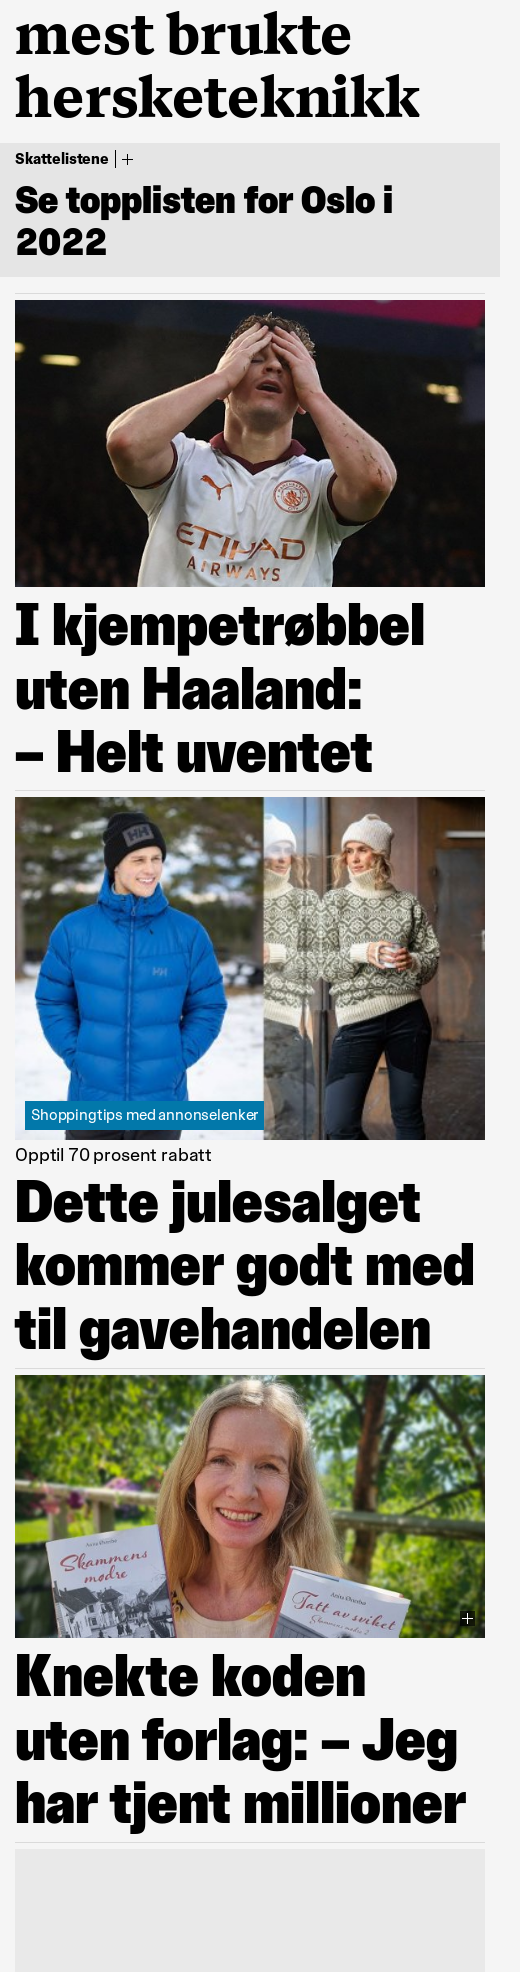 mest brukte
hersketeknikk
Skattelistene
Se topplisten for Oslo i
2022
ETIHAD
AIRWAYS
I kjempetrøbbel
uten Haaland:
– Helt uventet
HH
HH
Shoppingtips med annonselenker
Opptil 70 prosent rabatt
Dette julesalget
kommer godt med
til gavehandelen
Skammens
mødre
Tatt av sviket
Knekte koden
uten forlag: – Jeg
har tjent millioner